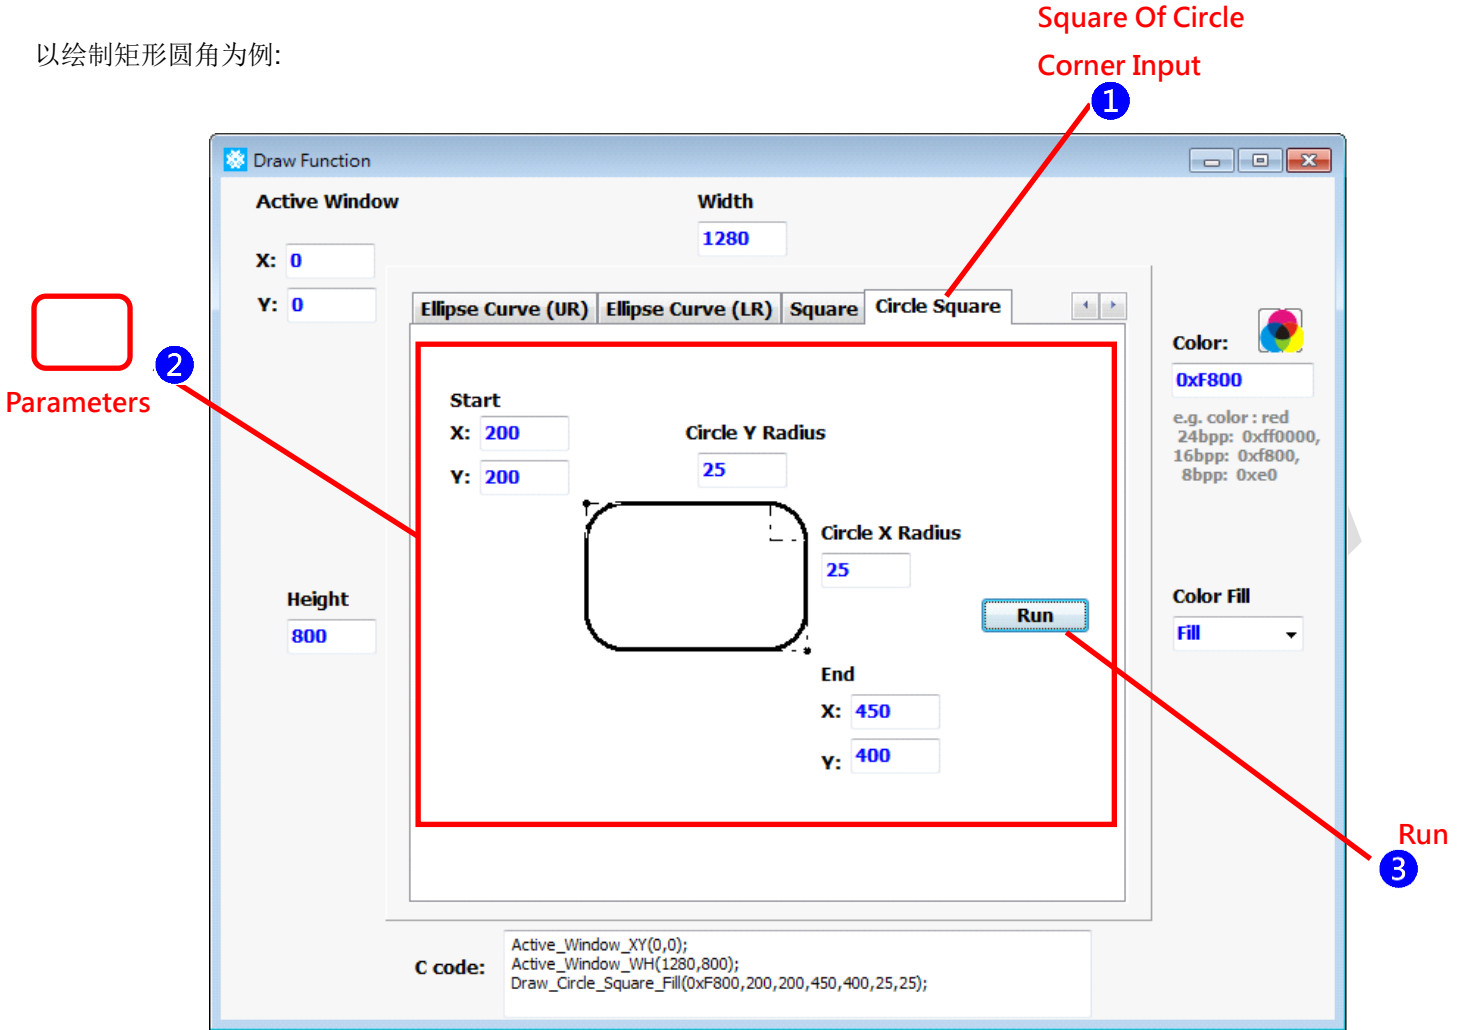 Square Of Circle
Corner Input
以绘制矩形圆角为例:
1
Draw Function
Active Window
Width
1280
X: 0
Y: 0
Ellipse Curve (UR) Ellipse Curve (LR) Square Circle Square
Color:
0xF800
e.g. color : red
24bpp: 0xff0000,
16bpp: 0xf800,
8bpp: 0xe0
2
Parameters
Start
X: 200
Y: 200
Circle Y Radius
25
Circle X Radius
25
Run
Height
800
Color Fill
Fill
End
X: 450
Y: 400
Run
3
C code:
Active_Window_XY(0,0);
Active_Window_WH(1280,800);
Draw_Circle_Square_Fill(0xF800,200,200,450,400,25,25);